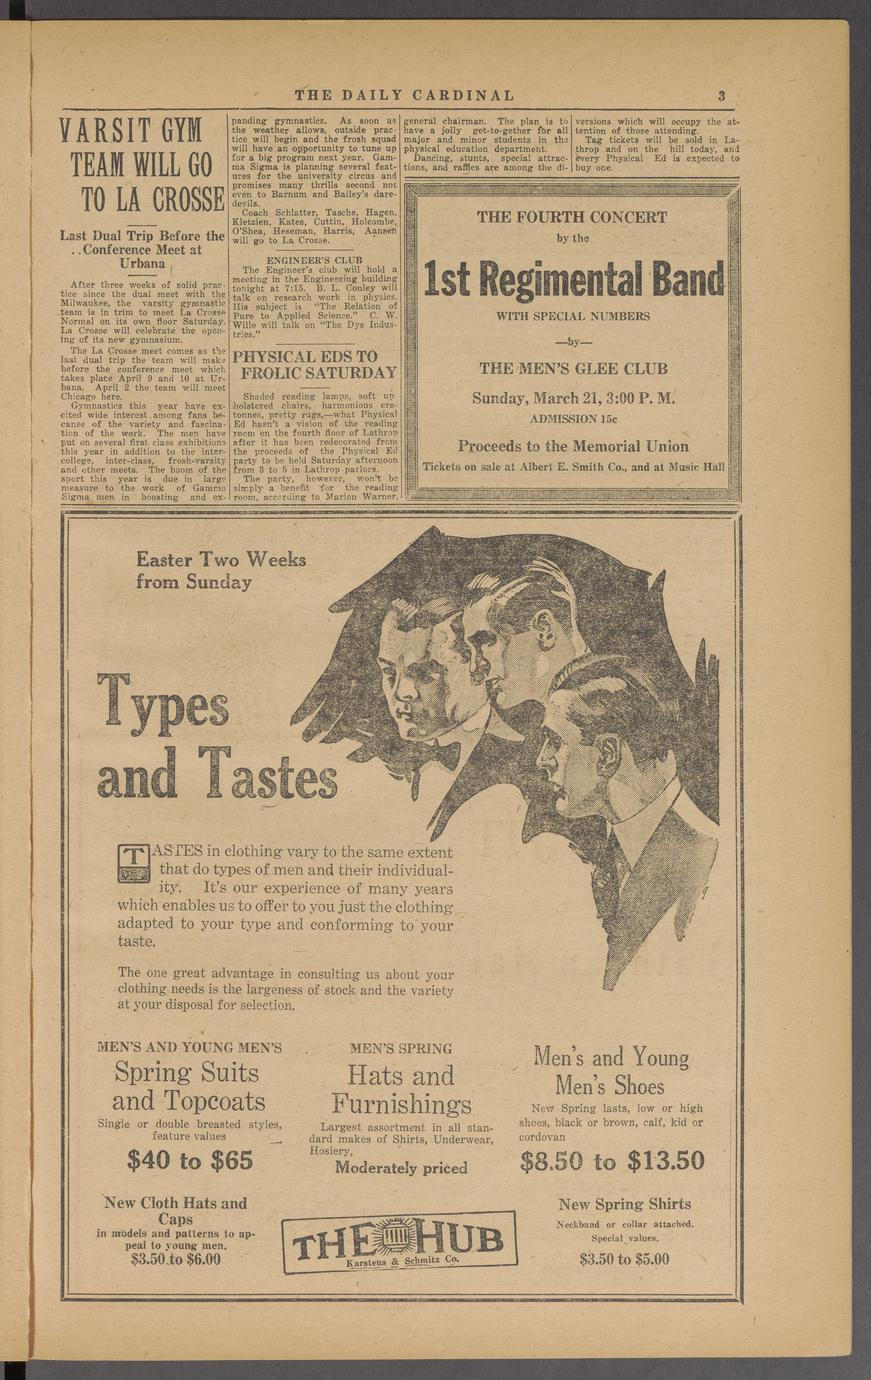 THE DAILY CARDINAL
3
VARSIT GYM
TEAM WILL GO
TO LA CROSSE
Last Dual Trip Before the
..Conference Meet at
Urbana
After three weeks of solid prac-
tice since the dual meet with the
Milwaukee, the varsity gymnastic
team is in trim to meet La Crosse
Normal on its own floor Saturday.
La Crosse will celebrate the open-
ing of its new gymnasium.
The La Crosse meet comes as the
last dual trip the team will make
before the conference meet which
takes place April 9 and 10 at Ur-
bana. April 2 the team will meet
Chicago here.
Gymnastics this year have ex-
cited wide interest among fans be-
canse of the variety and fascina-
tion of the work. The men have
put on several first class exhibitions
this year in addition to the inter-
college, inter-class, frosh-varsity
and other meets. The boom of the
sport this year is due in large
measure to the work of Gamma
Sigma men in boosting and ex-
panding gymnastics. As soon as
the weather allows, outside prac-
tice will begin and the frosh squad
will have an opportunity to tune up
for a big program next year. Gam-
ma Sigma is planning several feat-
ures for the university circus and
promises many thrills second not
even to Barnum and Bailey's dare-
devils.
Coach Schlatter, Tasche, Hagen,
Kletzien, Kates, Cuttin, Holcombe,
O'Shea, Heseman, Harris, Aansen
will go to La Crosse.
ENGINEER'S CLUB
The Engineer's club will hold a
meeting in the Engineering building
tonight at 7:15. B. L. Conley will
talk on research work in physics.
His subject is "The Relation of
Pure to Applied Science." C. W.
Wille will talk on "The Dye Indus-
tries."
PHYSICAL EDS TO
FROLIC SATURDAY
Shaded reading lamps, soft up
holstered chairs, harmonious cre-
tonnes, pretty rugs,—what Physical
Ed hasn't a vision of the reading
room on the fourth floor of Lathrop
after it has been redecorated from
the proceeds of the Physical Ed
party to be held Saturday afternoon
from 3 to 5 in Lathrop parlors.
The party, however, won't be
simply a benefit for the reading
room, according to Marion Warner,
general chairman. The plan is to
have a jolly get-to-gether for all
major and minor students in the
physical education department.
Dancing, stunts, special attrac-
tions, and raffles are among the di-
versions which will occupy the at-
tention of those attending.
Tag tickets will be sold in La-
throp and on the hill today, and
every Physical Ed is expected to
buy one.
THE FOURTH CONCERT
by the
1st Regimental Band
WITH SPECIAL NUMBERS
—by—
THE MEN'S GLEE CLUB
Sunday, March 21, 3:00 P. M.
ADMISSION 15c
Proceeds to the Memorial Union
Tickets on sale at Albert E. Smith Co., and at Music Hall
Easter Two Weeks
from Sunday
Types
and Tastes
TASTES in clothing vary to the same extent
that do types of men and their individual-
ity. It's our experience of many years
which enables us to offer to you just the clothing
adapted to your type and conforming to your
taste.
The one great advantage in consulting us about your
clothing needs is the largeness of stock and the variety
at your disposal for selection.
MEN'S AND YOUNG MEN'S
Spring Suits
and Topcoats
Single or double breasted styles,
feature values
$40 to $65
MEN'S SPRING
Hats and
Furnishings
Largest assortment in all stan-
dard makes of Shirts, Underwear,
Hosiery,
Moderately priced
Men's and Young
Men's Shoes
New Spring lasts, low or high
shoes, black or brown, calf, kid or
cordovan
$8.50 to $13.50
New Cloth Hats and
Caps
in models and patterns to ap-
peal to young men.
$3.50 to $6.00
THE HUB
Karstens & Schmitz Co.
New Spring Shirts
Neckband or collar attached.
Special values.
$3.50 to $5.00